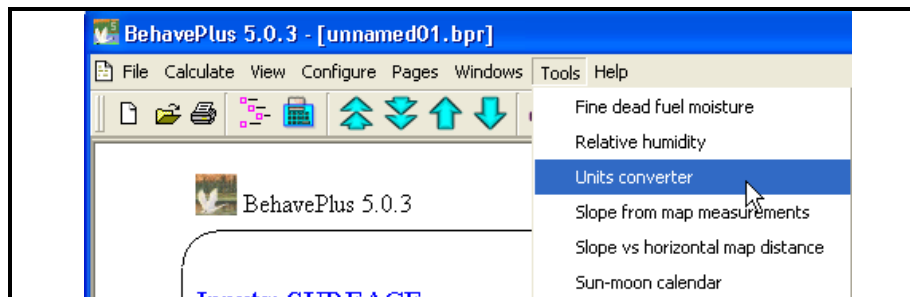 BehavePlus 5.0.3 - [unnamed01.bpr]
File Calculate View Configure Pages Windows Tools Help
Fine dead fuel moisture
Relative humidity
Units converter
BehavePlus 5.0.3
Slope from map measurements
Slope vs horizontal map distance
Sun-moon calendar